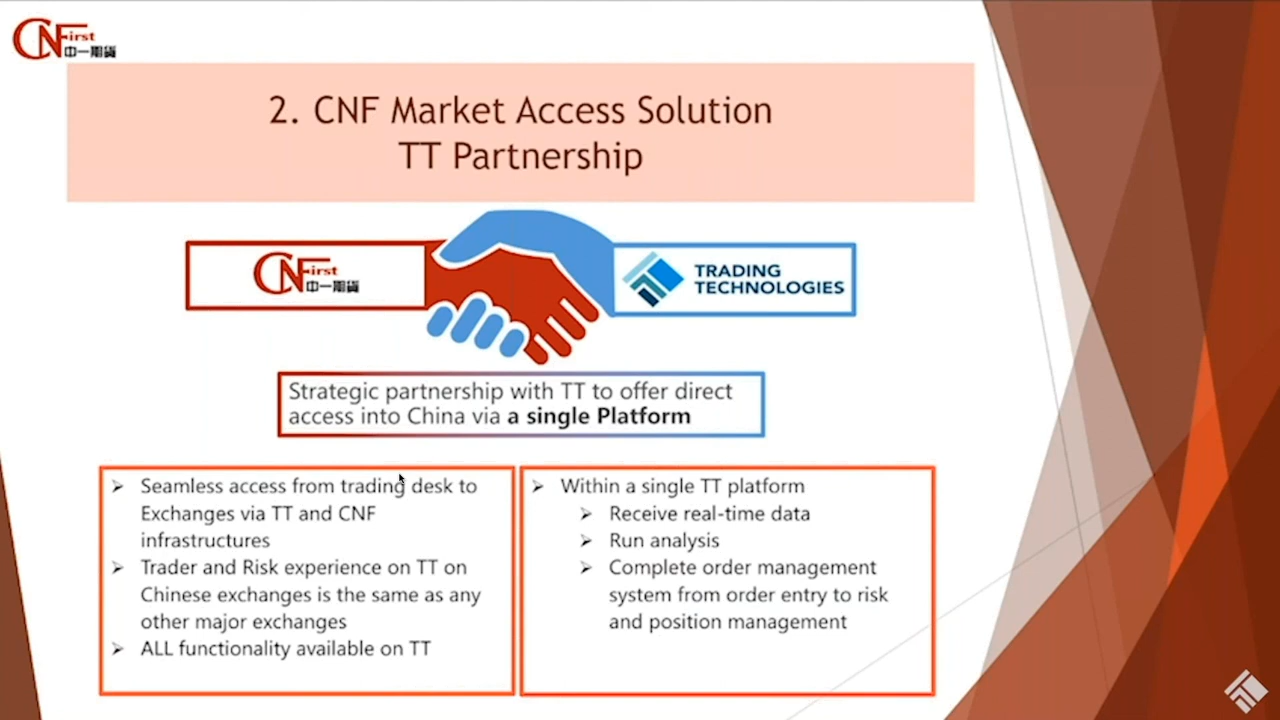 CNFirst
中一期貨
2. CNF Market Access Solution
TT Partnership
CNFirst
中一期貨
TRADING
TECHNOLOGIES
Strategic partnership with TT to offer direct
access into China via a single Platform
➢ Seamless access from trading desk to
Exchanges via TT and CNF
infrastructures
➢ Trader and Risk experience on TT on
Chinese exchanges is the same as any
other major exchanges
➢ ALL functionality available on TT
➢ Within a single TT platform
➢ Receive real-time data
➢ Run analysis
➢ Complete order management
system from order entry to risk
and position management